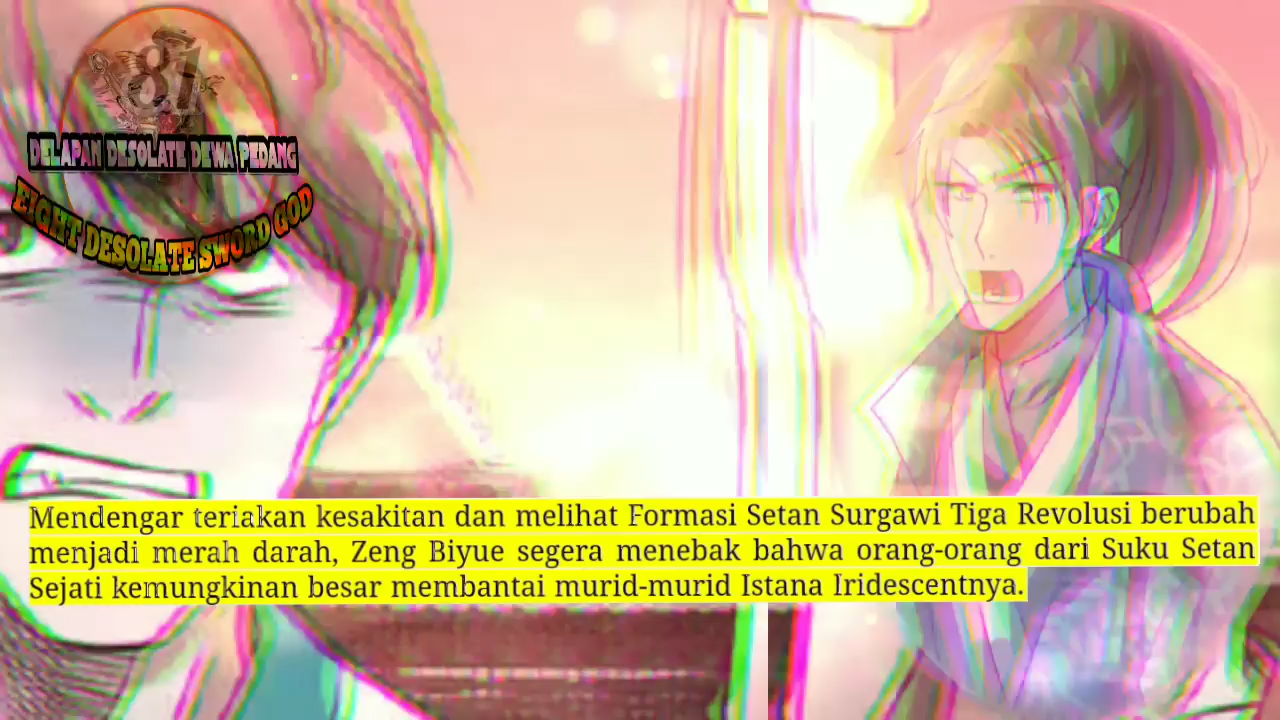 81
DELAPAN DESOLATE DEWA PEDANG
EIGHT DESOLATE SWORD GOD
Mendengar teriakan kesakitan dan melihat Formasi Setan Surgawi Tiga Revolusi berubah
menjadi merah darah, Zeng Biyue segera menebak bahwa orang-orang dari Suku Setan
Sejati kemungkinan besar membantai murid-murid Istana Iridescentnya.